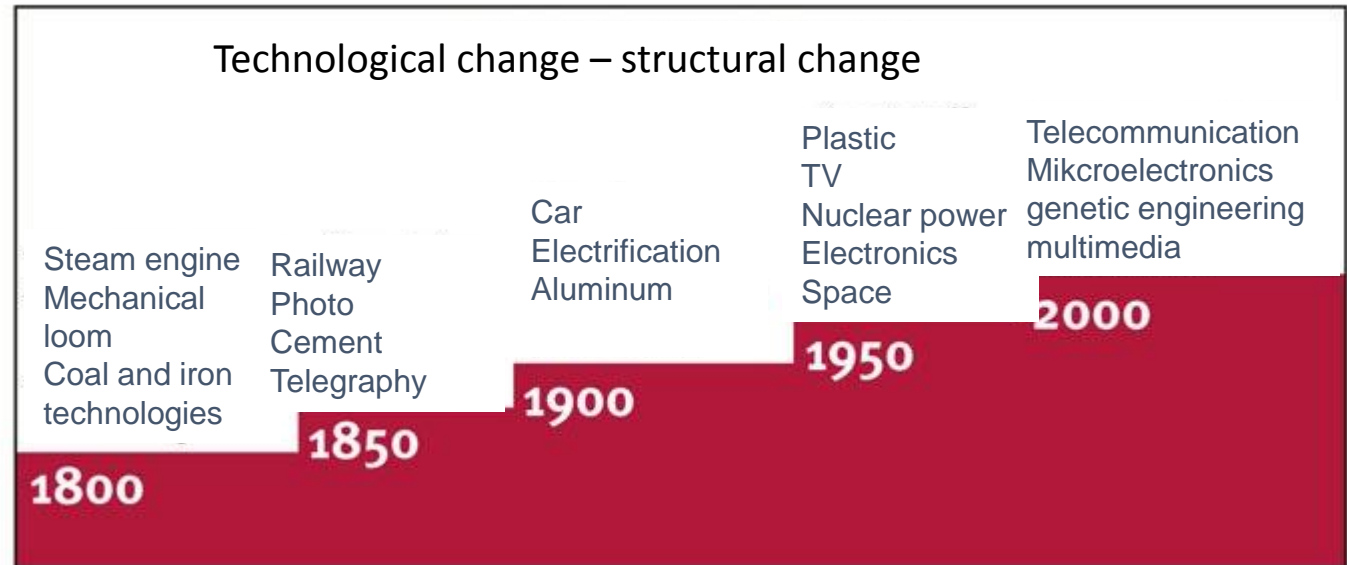 Technological change – structural change
Steam engine
Mechanical
loom
Coal and iron
technologies
1800
Railway
Photo
Cement
Telegraphy
1850
Car
Electrification
Aluminum
1900
Plastic
TV
Nuclear power
Electronics
Space
1950
Telecommunication
Mikcroelectronics
genetic engineering
multimedia
2000